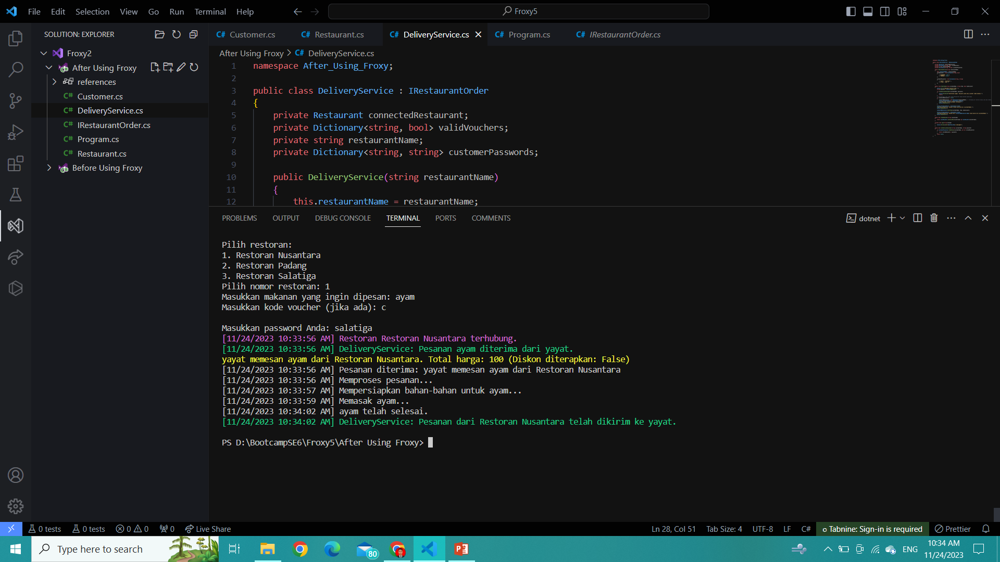 File Edit Selection View Go Run Terminal Help
Froxy5
SOLUTION: EXPLORER
Froxy2
After Using Froxy
references
C# Customer.cs
C# DeliveryService.cs
C# IRestaurantOrder.cs
C# Program.cs
C# Restaurant.cs
Before Using Froxy
C# Customer.cs C# Restaurant.cs C# DeliveryService.cs C# Program.cs C# IRestaurantOrder.cs
After Using Froxy > C# DeliveryService.cs
1 namespace After_Using_Froxy;
2
3 public class DeliveryService : IRestaurantOrder
4 {
5 private Restaurant connectedRestaurant;
6 private Dictionary<string, bool> validVouchers;
7 private string restaurantName;
8 private Dictionary<string, string> customerPasswords;
9
10 public DeliveryService(string restaurantName)
11 {
12 this.restaurantName = restaurantName;
PROBLEMS OUTPUT DEBUG CONSOLE TERMINAL PORTS COMMENTS
dotnet
Pilih restoran:
1. Restoran Nusantara
2. Restoran Padang
3. Restoran Salatiga
Pilih nomor restoran: 1
Masukkan makanan yang ingin dipesan: ayam
Masukkan kode voucher (jika ada): c
Masukkan password Anda: salatiga
[11/24/2023 10:33:56 AM] Restoran Restoran Nusantara terhubung.
[11/24/2023 10:33:56 AM] DeliveryService: Pesanan ayam diterima dari yayat.
yayat memesan ayam dari Restoran Nusantara. Total harga: 100 (Diskon diterapkan: False)
[11/24/2023 10:33:56 AM] Pesanan diterima: yayat memesan ayam dari Restoran Nusantara
[11/24/2023 10:33:56 AM] Memproses pesanan...
[11/24/2023 10:33:57 AM] Mempersiapkan bahan-bahan untuk ayam...
[11/24/2023 10:33:59 AM] Memasak ayam...
[11/24/2023 10:34:02 AM] ayam telah selesai.
[11/24/2023 10:34:02 AM] DeliveryService: Pesanan dari Restoran Nusantara telah dikirim ke yayat.
PS D:\BootcampSE6\Froxy5\After Using Froxy>
0 tests 0 tests 0 0 0 Live Share
Ln 28, Col 51 Tab Size: 4 UTF-8 LF C# Tabnine: Sign-in is required Prettier
Type here to search
80
ENG
10:34 AM
11/24/2023